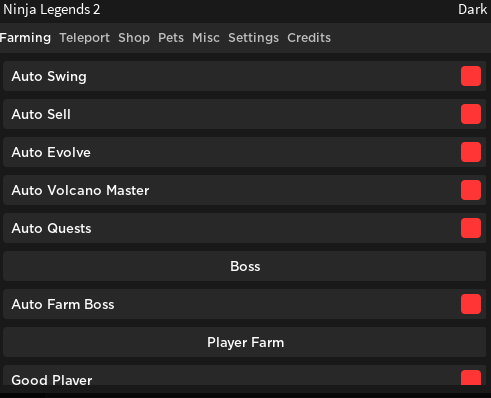 Ninja Legends 2 Dark
Farming Teleport Shop Pets Misc Settings Credits
Auto Swing
Auto Sell
Auto Evolve
Auto Volcano Master
Auto Quests
Boss
Auto Farm Boss
Player Farm
Good Player